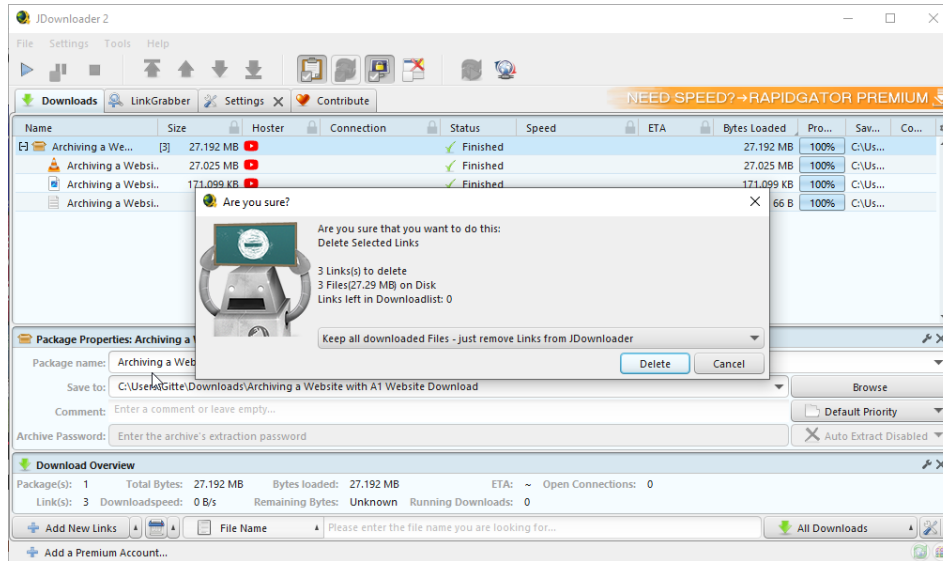 JDownloader 2
File Settings Tools Help
Downloads LinkGrabber Settings Contribute NEED SPEED?→RAPIDGATOR PREMIUM
Name Size Hoster Connection Status Speed ETA Bytes Loaded Pro... Sav... Co...
Archiving a We... [3] 27.192 MB Finished 27.192 MB 100% C:\Us...
Archiving a Websi.. 27.025 MB Finished 27.025 MB 100% C:\Us...
Archiving a Websi.. 171.099 KB Finished 171.099 KB 100% C:\Us...
Archiving a Websi.. 66 B 100% C:\Us...
Are you sure?
Are you sure that you want to do this:
Delete Selected Links
3 Links(s) to delete
3 Files(27.29 MB) on Disk
Links left in Downloadlist: 0
Keep all downloaded Files - just remove Links from JDownloader
Delete Cancel
Package Properties: Archiving a
Package name: Archiving a Web
Save to: C:\Users\Gitte\Downloads\Archiving a Website with A1 Website Download Browse
Comment: Enter a comment or leave empty... Default Priority
Archive Password: Enter the archive's extraction password Auto Extract Disabled
Download Overview
Package(s): 1 Total Bytes: 27.192 MB Bytes loaded: 27.192 MB ETA: ~ Open Connections: 0
Link(s): 3 Downloadspeed: 0 B/s Remaining Bytes: Unknown Running Downloads: 0
Add New Links File Name Please enter the file name you are looking for... All Downloads
Add a Premium Account...